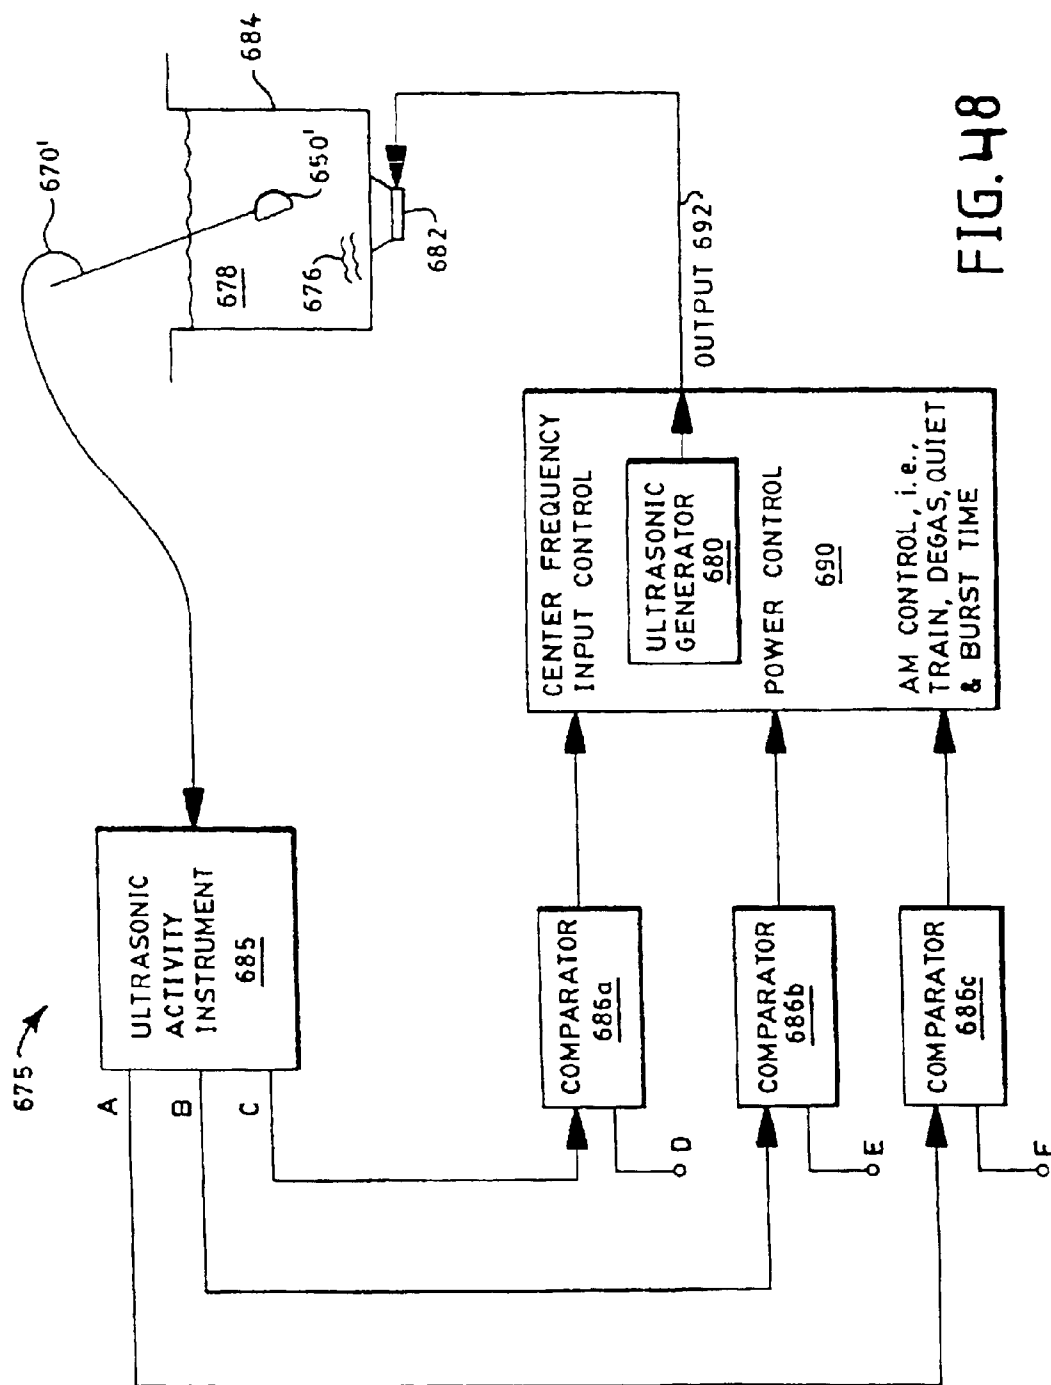 675
A
B
C
ULTRASONIC
ACTIVITY
INSTRUMENT
685
670'
684
650'
678
676
682
COMPARATOR
686a
D
COMPARATOR
686b
E
COMPARATOR
686c
F
CENTER FREQUENCY
INPUT CONTROL
ULTRASONIC
GENERATOR
680
POWER CONTROL
690
AM CONTROL, i.e.,
TRAIN, DEGAS, QUIET
& BURST TIME
OUTPUT 692
692
FIG. 48